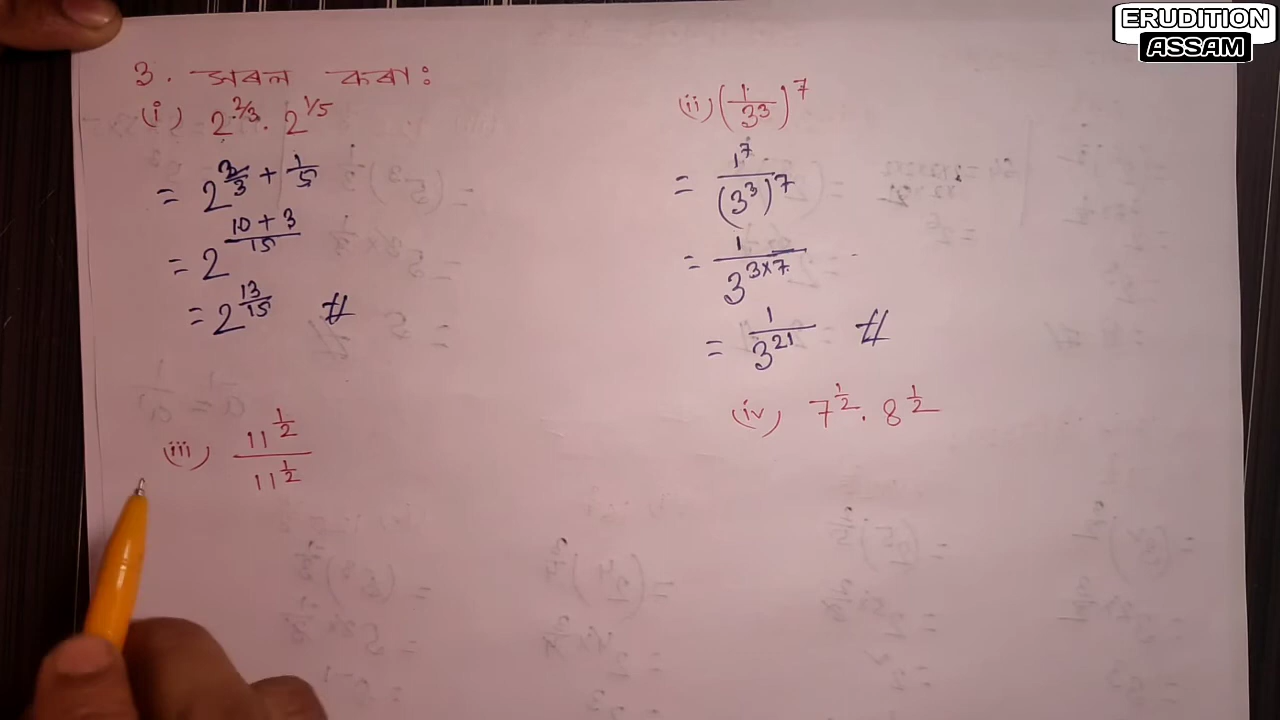 ERUDITION
ASSAM
3. সৰল কৰা:
(i) 2^{2/3} · 2^{1/5}
= 2^{2/3 + 1/5}
= 2^{(10+3)/15}
= 2^{13/15} #
(ii) (1/3^3)^7
= 1^7/(3^3)^7
= 1/3^{3×7}
= 1/3^{21} #
(iii) 11^{1/2}/11^{1/2}
(iv) 7^{1/2} · 8^{1/2}